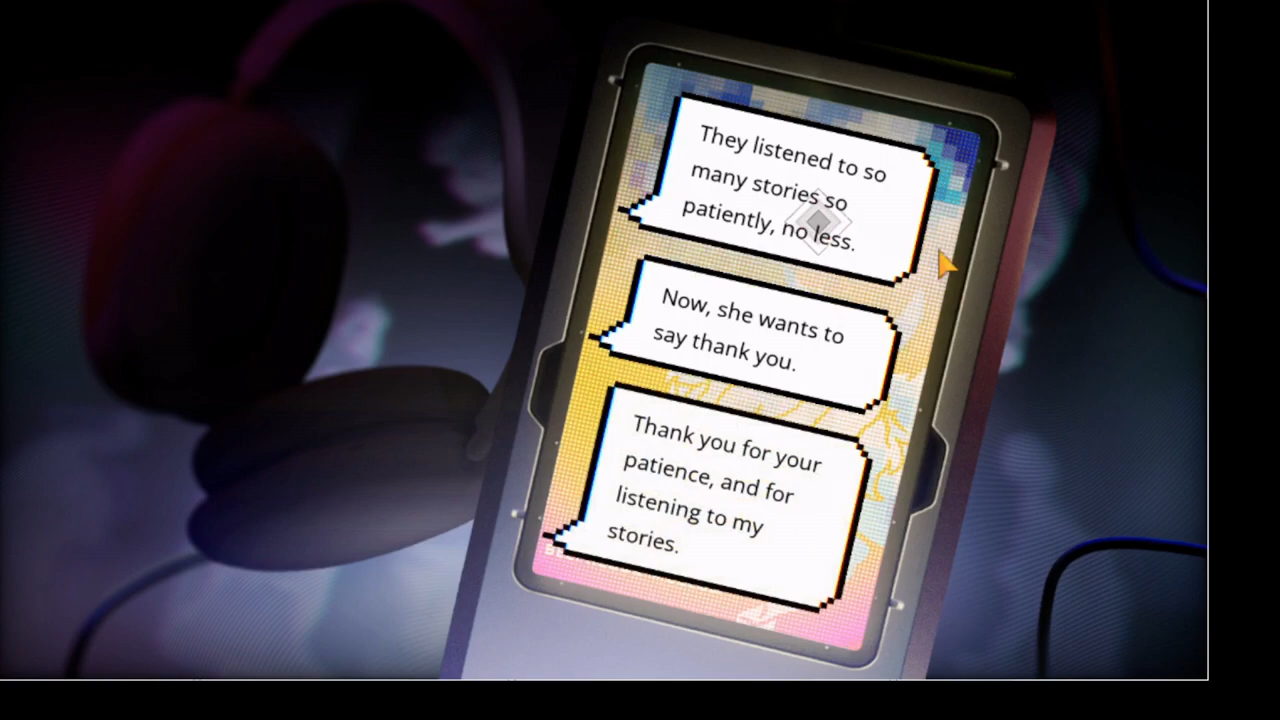 They listened to so
many stories so
patiently, no less.
Now, she wants to
say thank you.
Thank you for your
patience, and for
listening to my
stories.